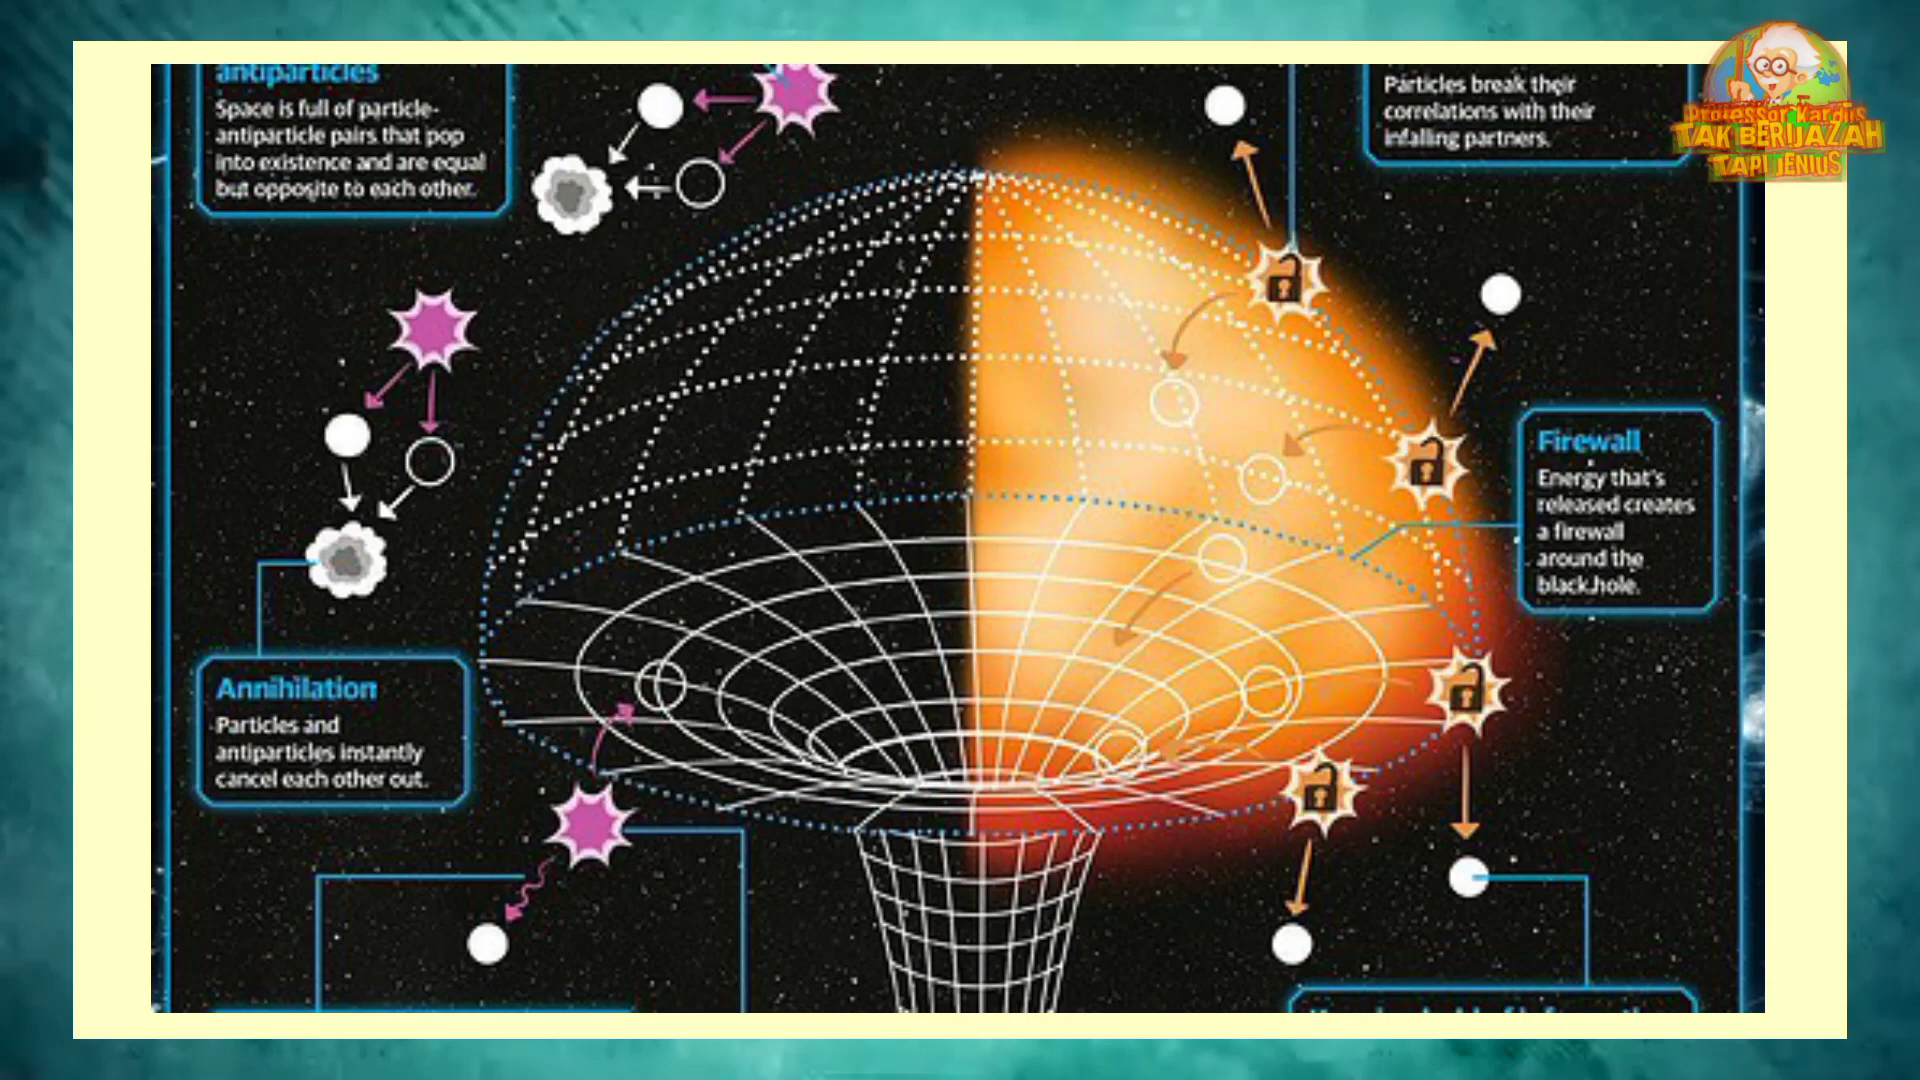 antiparticles
Space is full of particle-
antiparticle pairs that pop
into existence and are equal
but opposite to each other.
Particles break their
correlations with their
infalling partners.
Professor Kardus
TAK BERIJAZAH
TAPI JENIUS
Firewall
Energy that's
released creates
a firewall
around the
black hole.
Annihilation
Particles and
antiparticles instantly
cancel each other out.